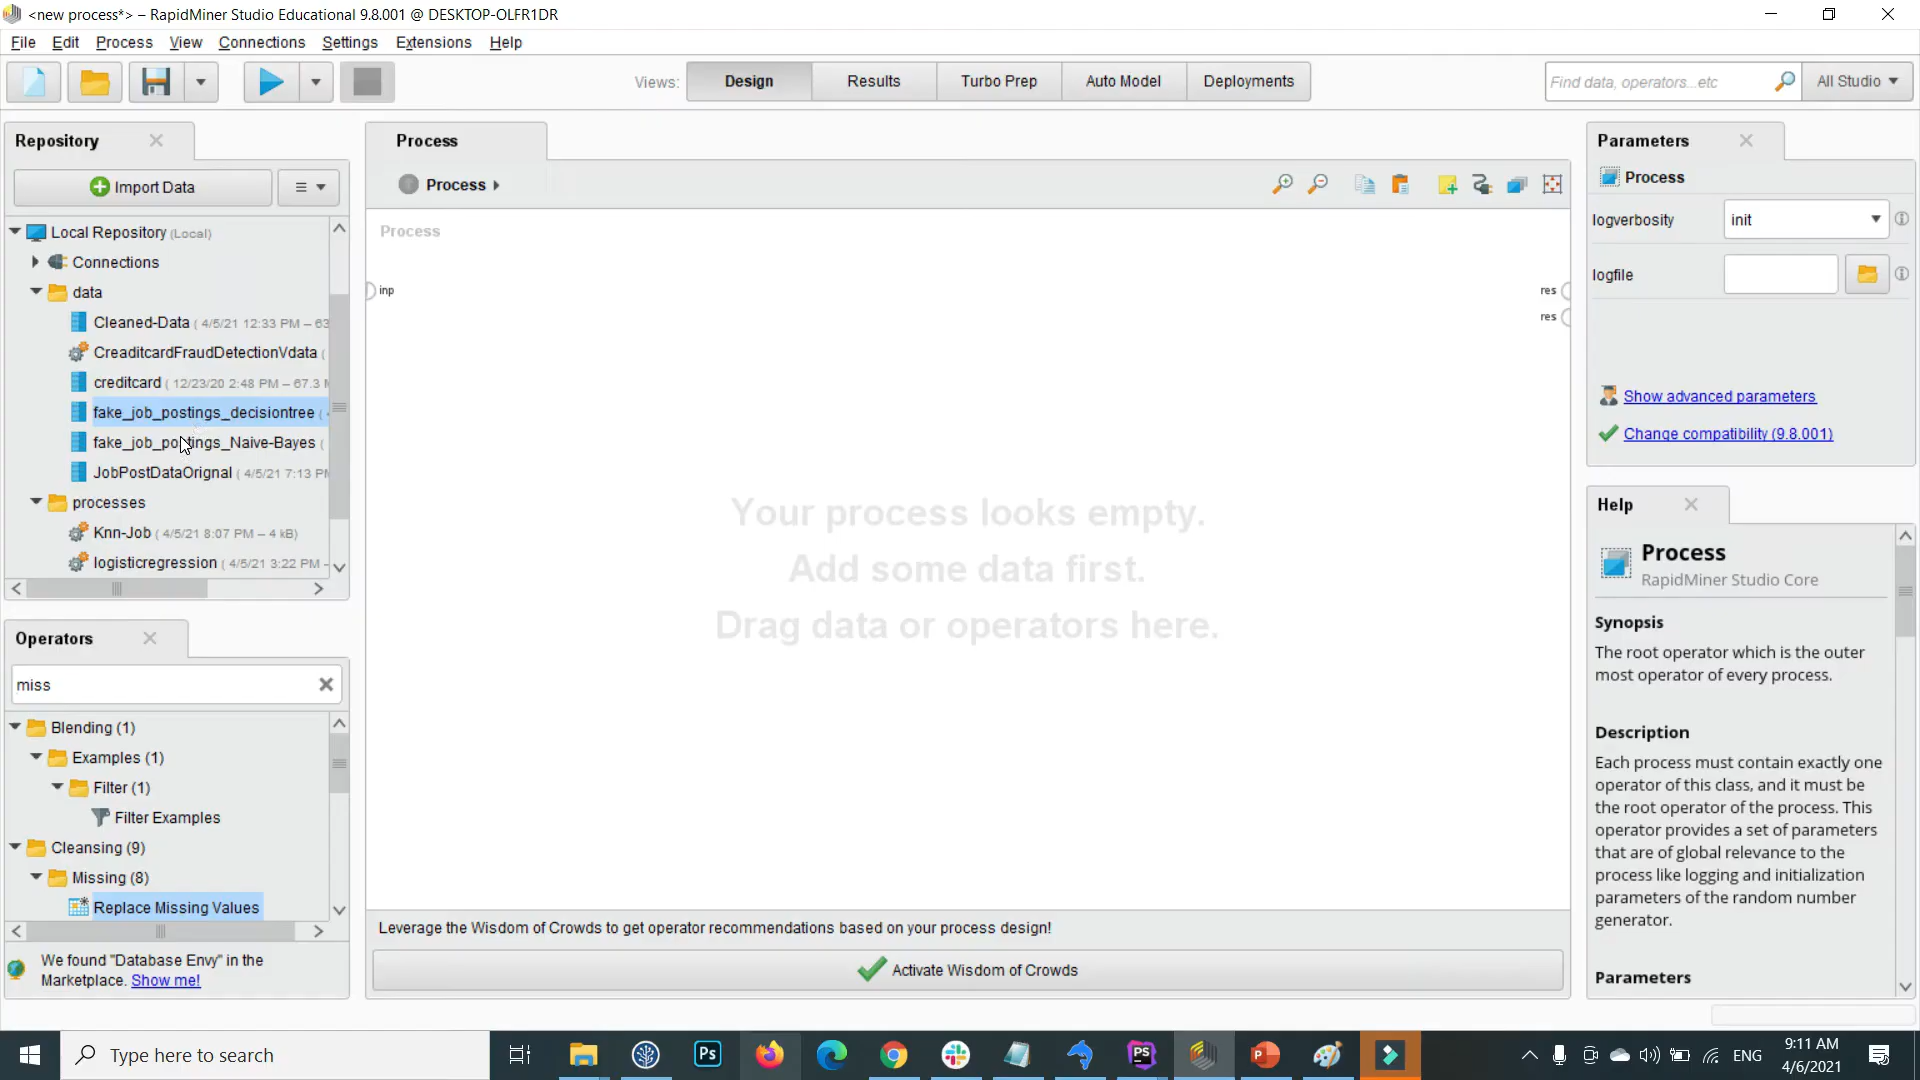 <new process*> – RapidMiner Studio Educational 9.8.001 @ DESKTOP-OLFR1DR
File Edit Process View Connections Settings Extensions Help
Views: Design Results Turbo Prep Auto Model Deployments
Find data, operators...etc
All Studio
Repository
Import Data
Local Repository (Local)
Connections
data
Cleaned-Data ( 4/5/21 12:33 PM – 63
CreaditcardFraudDetectionVdata (
creditcard ( 12/23/20 2:48 PM – 67.3 M
fake_job_postings_decisiontree (
fake_job_postings_Naive-Bayes (
JobPostDataOrignal ( 4/5/21 7:13 PM
processes
Knn-Job ( 4/5/21 8:07 PM – 4 kB)
logisticregression ( 4/5/21 3:22 PM -
Operators
miss
Blending (1)
Examples (1)
Filter (1)
Filter Examples
Cleansing (9)
Missing (8)
Replace Missing Values
We found "Database Envy" in the
Marketplace. Show me!
Process
Process
Process
inp
res
res
Your process looks empty.
Add some data first.
Drag data or operators here.
Leverage the Wisdom of Crowds to get operator recommendations based on your process design!
Activate Wisdom of Crowds
Parameters
Process
logverbosity init
logfile
Show advanced parameters
Change compatibility (9.8.001)
Help
Process
RapidMiner Studio Core
Synopsis
The root operator which is the outer
most operator of every process.
Description
Each process must contain exactly one
operator of this class, and it must be
the root operator of the process. This
operator provides a set of parameters
that are of global relevance to the
process like logging and initialization
parameters of the random number
generator.
Parameters
Type here to search
Ps
PS
ENG
9:11 AM
4/6/2021